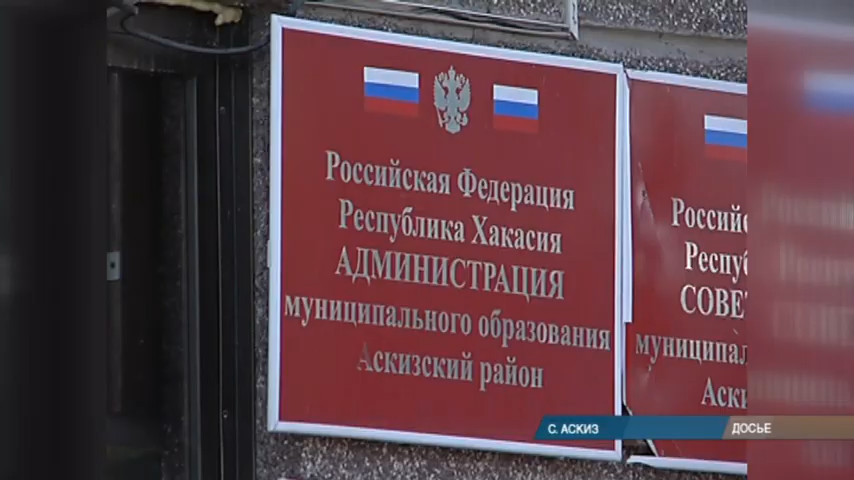 Российская Федерация
Республика Хакасия
АДМИНИСТРАЦИЯ
муниципального образования
Аскизский район
Российс
Респуб
СОВЕТ
муниципал
Аски
С. АСКИЗ
ДОСЬЕ